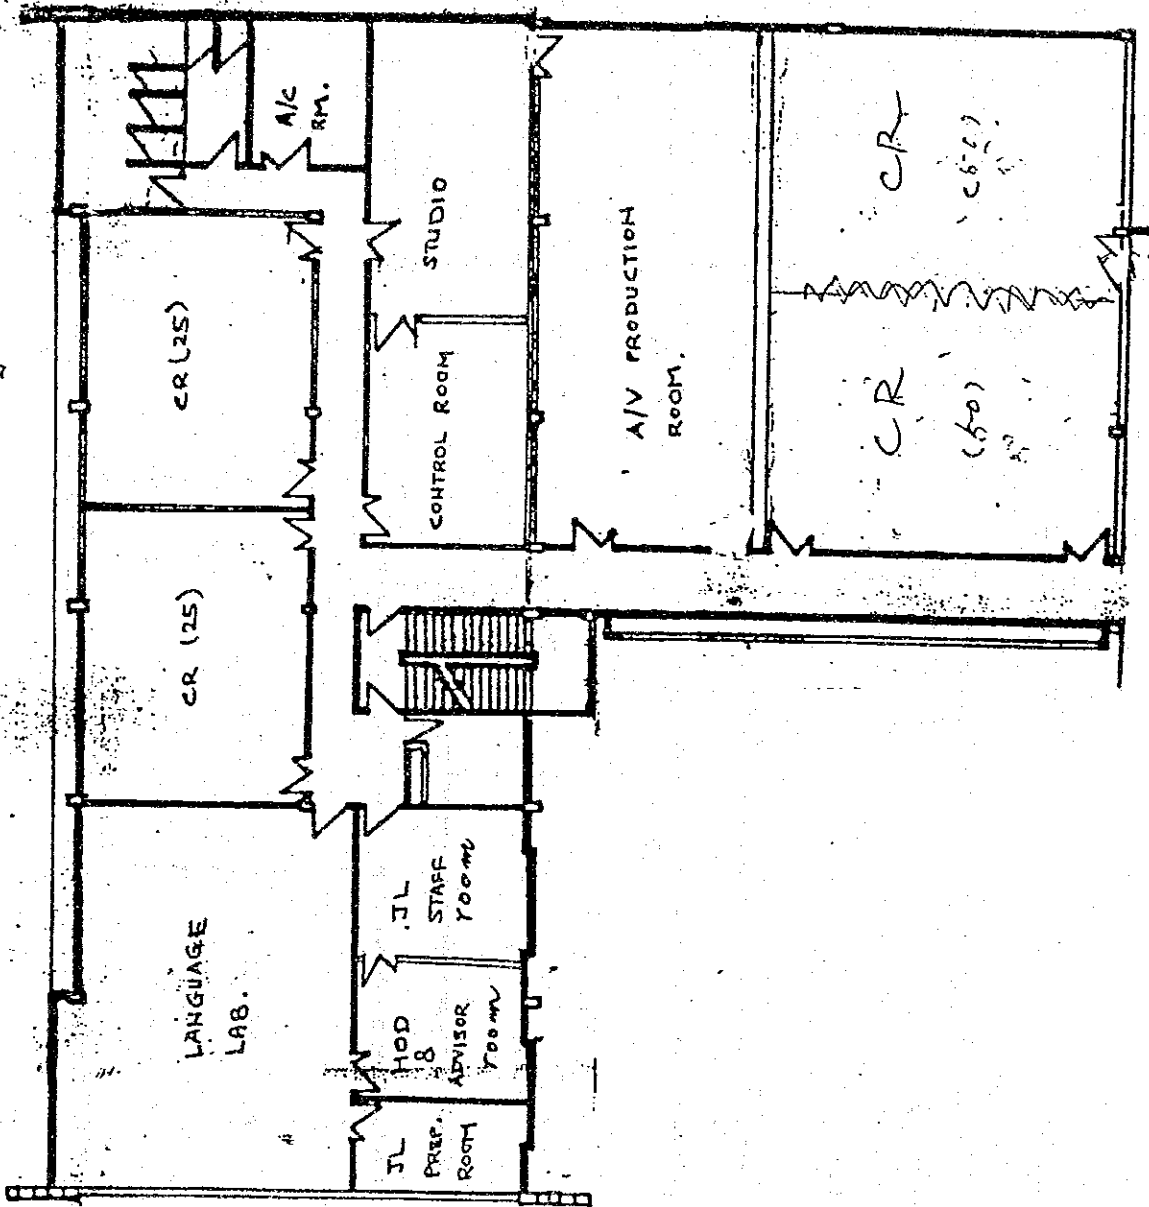 A/C
RM.
STUDIO
CR (25)
CONTROL ROOM
A/V PRODUCTION
ROOM.
CR
CR
(50)
CR (25)
LANGUAGE
LAB.
JL
STAFF
room
HOD
&
ADVISOR
room
JL
PREP.
ROOM